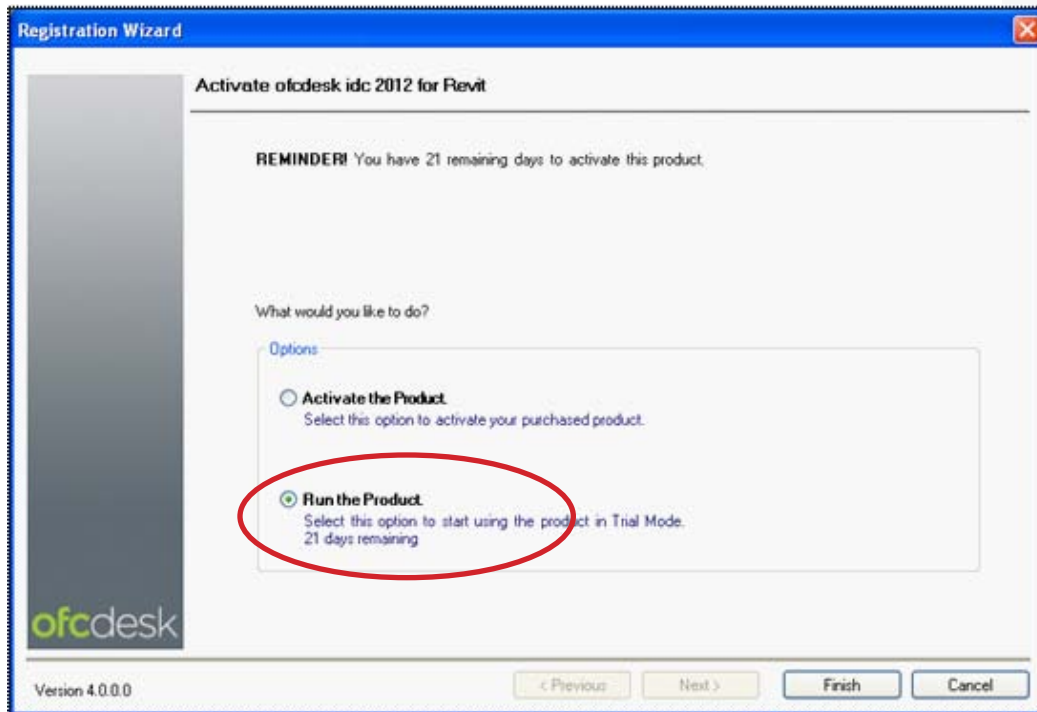 Registration Wizard
Activate ofcdesk idc 2012 for Revit
REMINDER! You have 21 remaining days to activate this product.
What would you like to do?
Options
Activate the Product.
Select this option to activate your purchased product.
Run the Product.
Select this option to start using the product in Trial Mode.
21 days remaining
ofcdesk
Version 4.0.0.0
< Previous
Next >
Finish
Cancel